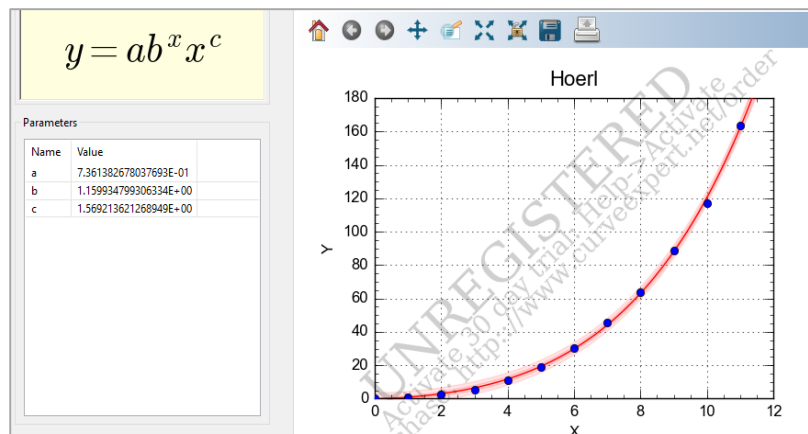 y = ab^x x^c
Parameters
Name Value
a 7.361382678037693E-01
b 1.159934799306334E+00
c 1.569213621268949E+00
Hoerl
180
160
140
120
100
80
60
40
20
0
Y
0 2 4 6 8 10 12
X
UNREGISTERED
Activate 30 day trial: Help->Activate
phase: http://www.curveexpert.net/order